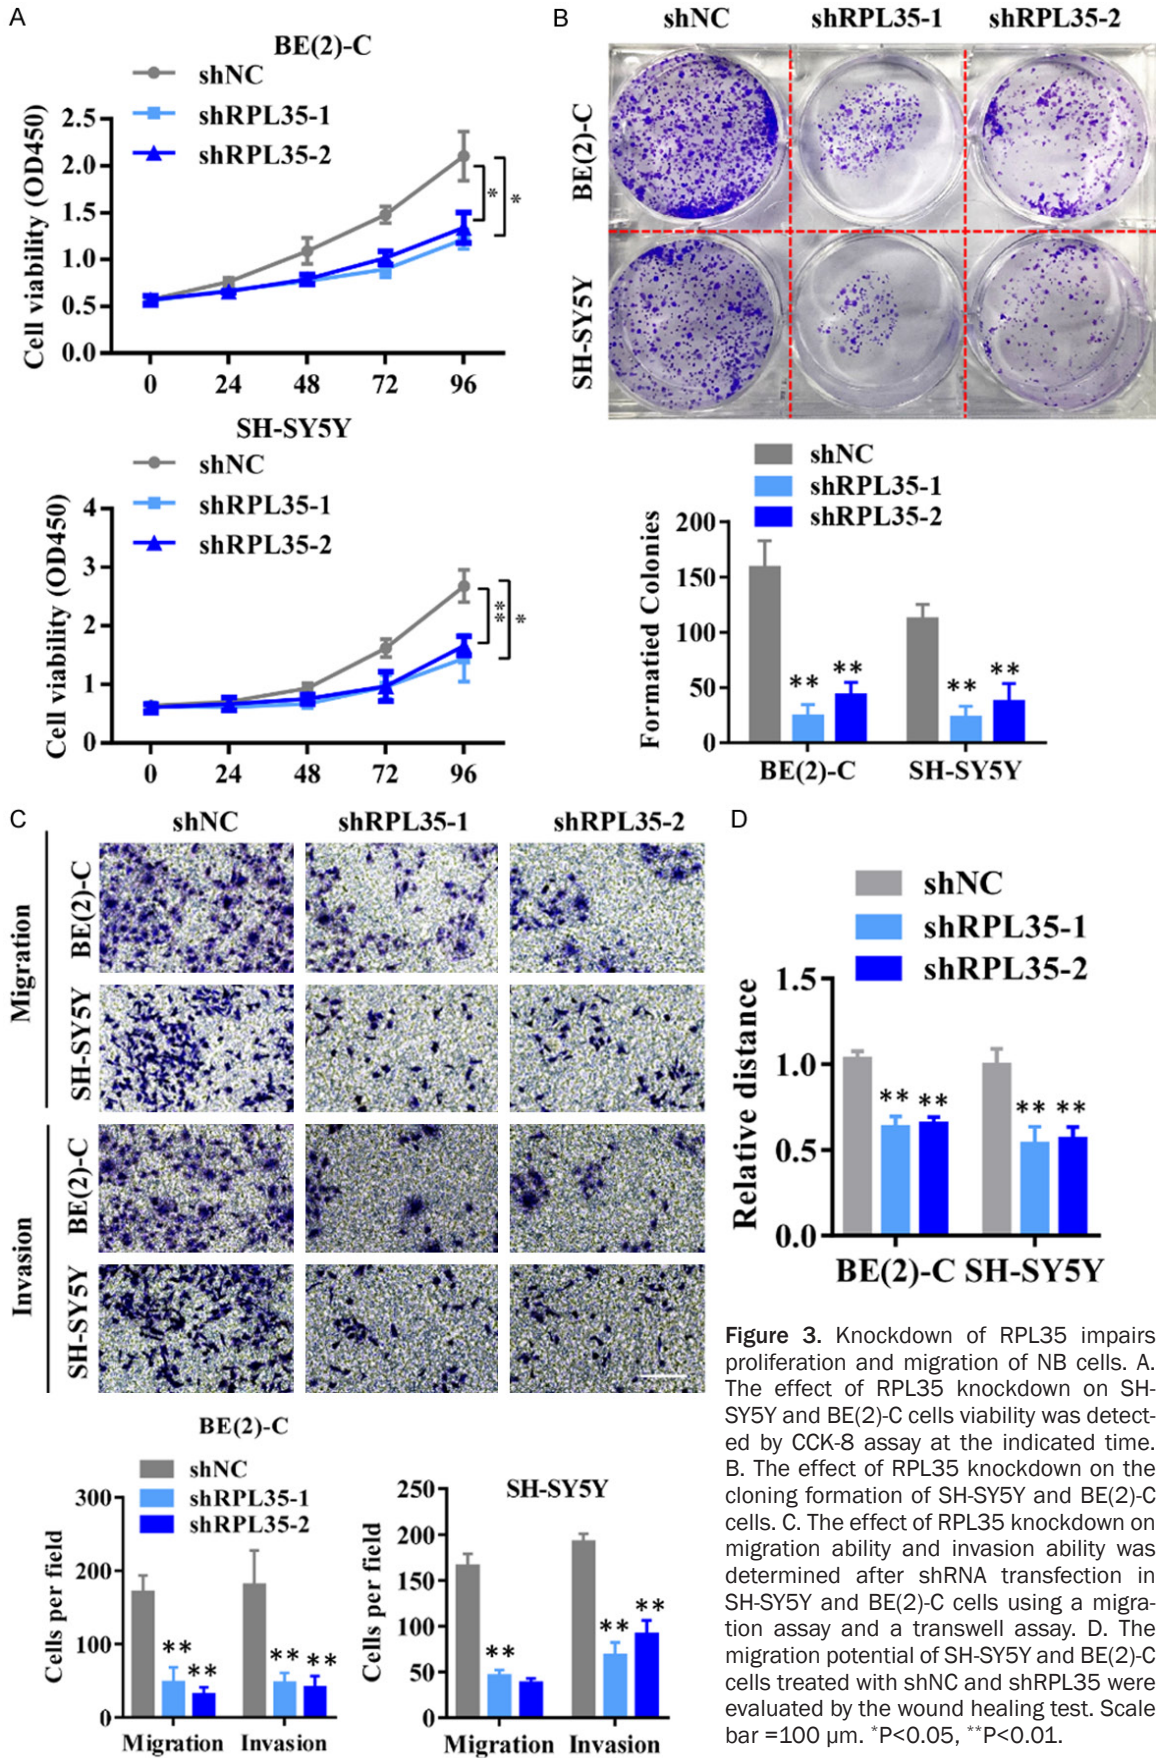 A
BE(2)-C
shNC
shRPL35-1
shRPL35-2
Cell viability (OD450)
2.5
2.0
1.5
1.0
0.5
0.0
*
*
0 24 48 72 96
SH-SY5Y
shNC
shRPL35-1
shRPL35-2
Cell viability (OD450)
4
3
2
1
0
**
*
0 24 48 72 96
B
shNC shRPL35-1 shRPL35-2
BE(2)-C
SH-SY5Y
shNC
shRPL35-1
shRPL35-2
Formatied Colonies
200
150
100
50
0
** **
** **
BE(2)-C SH-SY5Y
C
shNC shRPL35-1 shRPL35-2
Migration
BE(2)-C
SH-SY5Y
Invasion
BE(2)-C
SH-SY5Y
BE(2)-C
shNC
shRPL35-1
shRPL35-2
Cells per field
300
200
100
0
** **
** **
Migration Invasion
SH-SY5Y
Cells per field
250
200
150
100
50
0
**
** **
Migration Invasion
D
shNC
shRPL35-1
shRPL35-2
Relative distance
1.5
1.0
0.5
0.0
** **
** **
BE(2)-C SH-SY5Y
Figure 3. Knockdown of RPL35 impairs
proliferation and migration of NB cells. A.
The effect of RPL35 knockdown on SH-
SY5Y and BE(2)-C cells viability was detect-
ed by CCK-8 assay at the indicated time.
B. The effect of RPL35 knockdown on the
cloning formation of SH-SY5Y and BE(2)-C
cells. C. The effect of RPL35 knockdown on
migration ability and invasion ability was
determined after shRNA transfection in
SH-SY5Y and BE(2)-C cells using a migra-
tion assay and a transwell assay. D. The
migration potential of SH-SY5Y and BE(2)-C
cells treated with shNC and shRPL35 were
evaluated by the wound healing test. Scale
bar =100 μm. *P<0.05, **P<0.01.